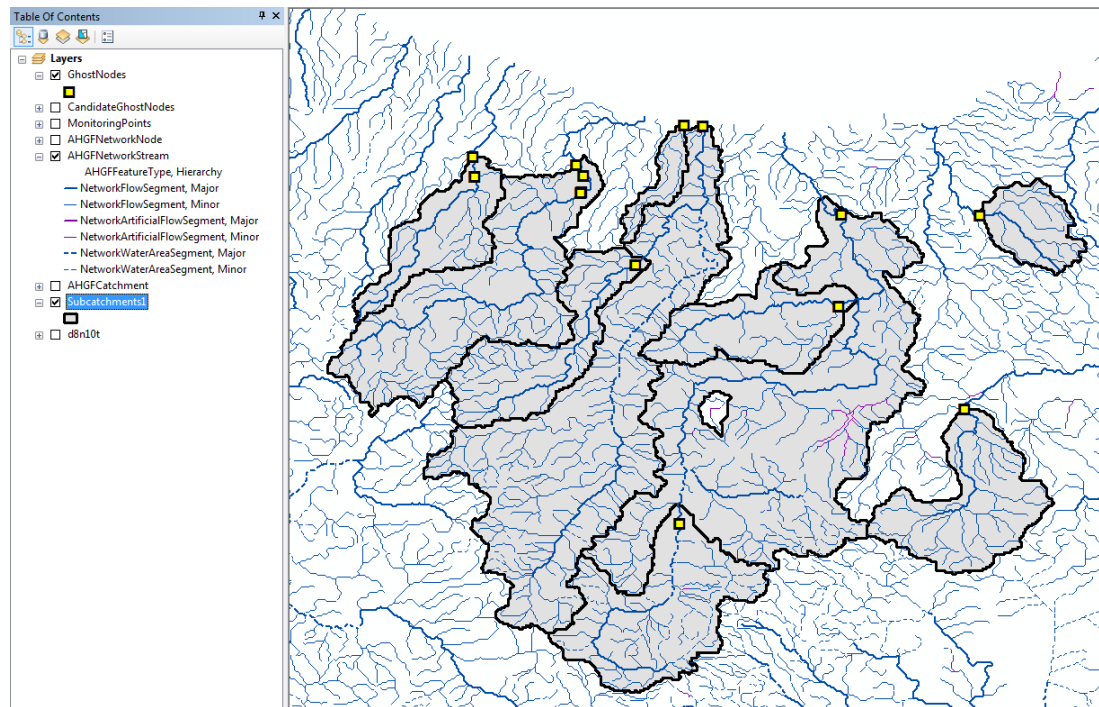 Table Of Contents
Layers
GhostNodes
CandidateGhostNodes
MonitoringPoints
AHGFNetworkNode
AHGFNetworkStream
AHGFFeatureType, Hierarchy
NetworkFlowSegment, Major
NetworkFlowSegment, Minor
NetworkArtificialFlowSegment, Major
NetworkArtificialFlowSegment, Minor
NetworkWaterAreaSegment, Major
NetworkWaterAreaSegment, Minor
AHGFCatchment
Subcatchments1
d8n10t